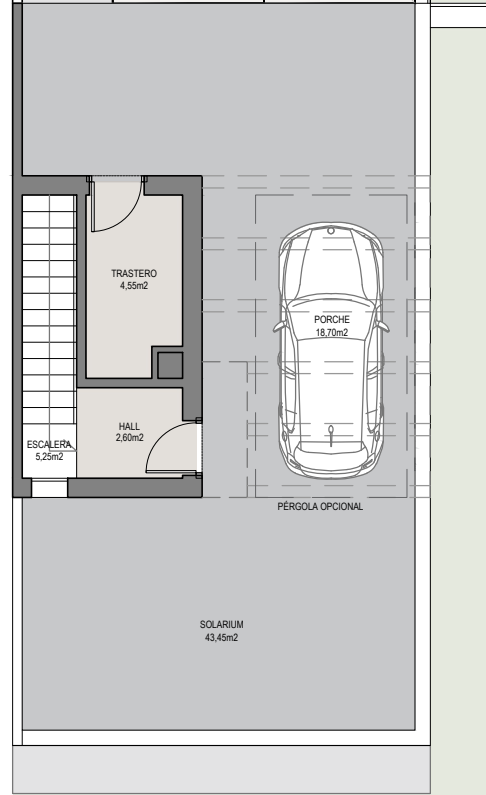 TRASTERO
4,55m2
PORCHE
18,70m2
HALL
2,60m2
ESCALERA
5,25m2
PÉRGOLA OPCIONAL
SOLARIUM
43,45m2